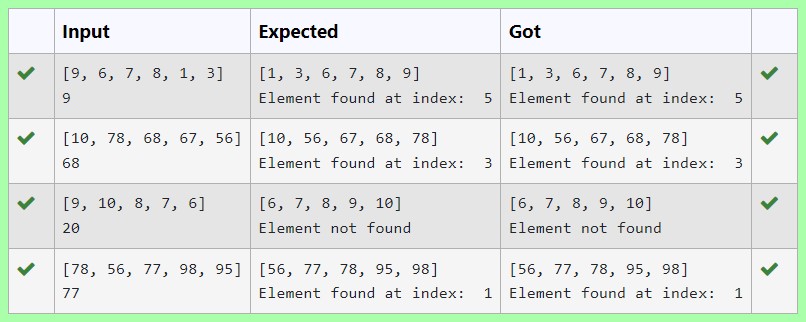 Input Expected Got
[9, 6, 7, 8, 1, 3] [1, 3, 6, 7, 8, 9] [1, 3, 6, 7, 8, 9]
9 Element found at index:  5 Element found at index:  5
[10, 78, 68, 67, 56] [10, 56, 67, 68, 78] [10, 56, 67, 68, 78]
68 Element found at index:  3 Element found at index:  3
[9, 10, 8, 7, 6] [6, 7, 8, 9, 10] [6, 7, 8, 9, 10]
20 Element not found Element not found
[78, 56, 77, 98, 95] [56, 77, 78, 95, 98] [56, 77, 78, 95, 98]
77 Element found at index:  1 Element found at index:  1